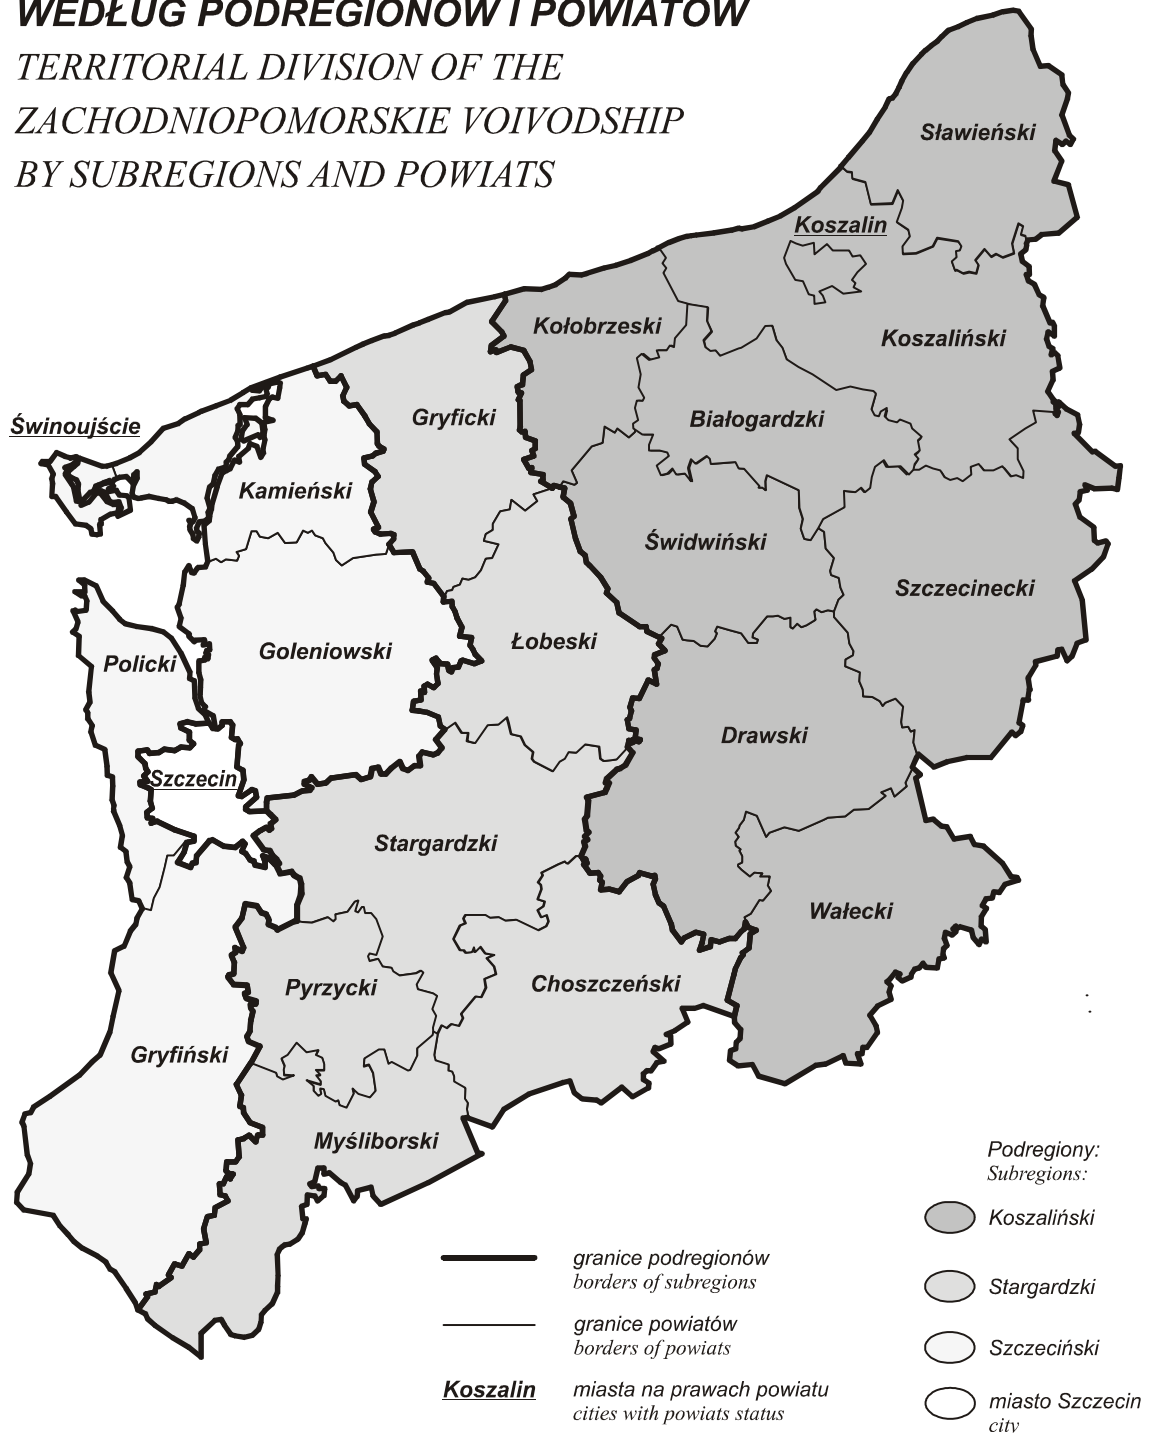 WEDŁUG PODREGIONÓW I POWIATÓW
TERRITORIAL DIVISION OF THE
ZACHODNIOPOMORSKIE VOIVODSHIP
BY SUBREGIONS AND POWIATS
Sławieński
Koszalin
Kołobrzeski
Koszaliński
Gryficki
Białogardzki
Świnoujście
Kamieński
Świdwiński
Szczecinecki
Łobeski
Goleniowski
Policki
Drawski
Szczecin
Stargardzki
Wałecki
Choszczeński
Pyrzycki
Gryfiński
Myśliborski
Podregiony:
Subregions:
Koszaliński
Stargardzki
Szczeciński
miasto Szczecin
city
granice podregionów
borders of subregions
granice powiatów
borders of powiats
Koszalin
miasta na prawach powiatu
cities with powiats status